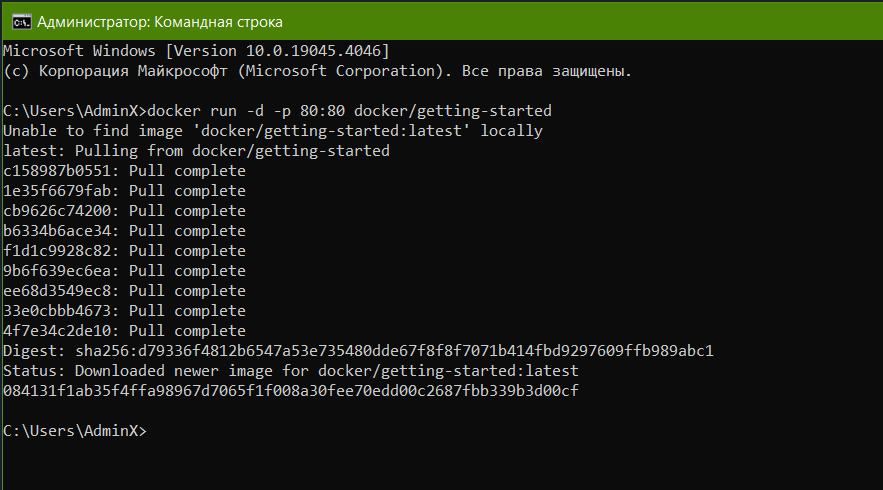 Администратор: Командная строка
Microsoft Windows [Version 10.0.19045.4046]
(c) Корпорация Майкрософт (Microsoft Corporation). Все права защищены.
C:\Users\AdminX>docker run -d -p 80:80 docker/getting-started
Unable to find image 'docker/getting-started:latest' locally
latest: Pulling from docker/getting-started
c158987b0551: Pull complete
1e35f6679fab: Pull complete
cb9626c74200: Pull complete
b6334b6ace34: Pull complete
f1d1c9928c82: Pull complete
9b6f639ec6ea: Pull complete
ee68d3549ec8: Pull complete
33e0cbbb4673: Pull complete
4f7e34c2de10: Pull complete
Digest: sha256:d79336f4812b6547a53e735480dde67f8f8f7071b414fbd9297609ffb989abc1
Status: Downloaded newer image for docker/getting-started:latest
084131f1ab35f4ffa98967d7065f1f008a30fee70edd00c2687fbb339b3d00cf
C:\Users\AdminX>